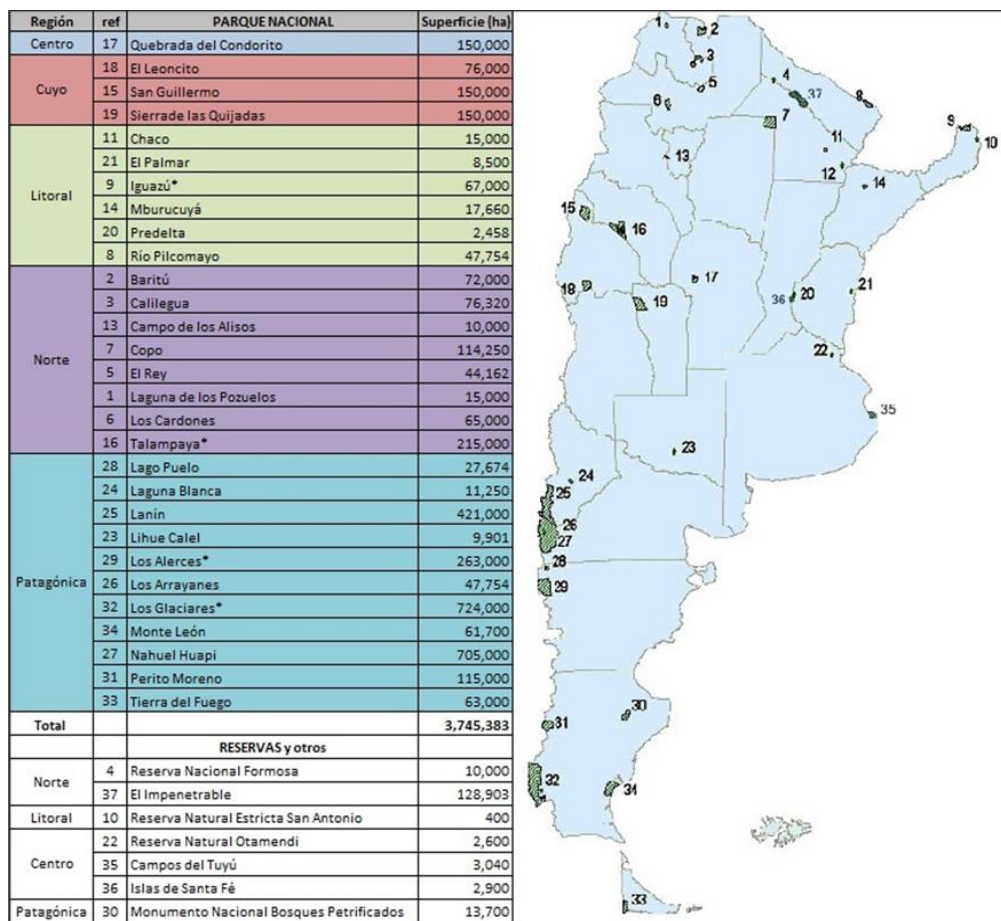 Región ref PARQUE NACIONAL Superficie (ha)
Centro 17 Quebrada del Condorito 150,000
18 El Leoncito 76,000
Cuyo 15 San Guillermo 150,000
19 Sierrade las Quijadas 150,000
11 Chaco 15,000
21 El Palmar 8,500
Litoral 9 Iguazú* 67,000
14 Mburucuyá 17,660
20 Predelta 2,458
8 Río Pilcomayo 47,754
2 Baritú 72,000
3 Calilegua 76,320
13 Campo de los Alisos 10,000
Norte 7 Copo 114,250
5 El Rey 44,162
1 Laguna de los Pozuelos 15,000
6 Los Cardones 65,000
16 Talampaya* 215,000
28 Lago Puelo 27,674
24 Laguna Blanca 11,250
25 Lanín 421,000
23 Lihue Calel 9,901
29 Los Alerces* 263,000
Patagónica 26 Los Arrayanes 47,754
32 Los Glaciares* 724,000
34 Monte León 61,700
27 Nahuel Huapi 705,000
31 Perito Moreno 115,000
33 Tierra del Fuego 63,000
Total 3,745,383
RESERVAS y otros
Norte 4 Reserva Nacional Formosa 10,000
37 El Impenetrable 128,903
Litoral 10 Reserva Natural Estricta San Antonio 400
22 Reserva Natural Otamendi 2,600
Centro 35 Campos del Tuyú 3,040
36 Islas de Santa Fé 2,900
Patagónica 30 Monumento Nacional Bosques Petrificados 13,700
1
2
3
4
5
6
37
8
7
9
10
11
12
13
14
15
16
17
18
19
36
20
21
22
35
23
24
25
26
27
28
29
30
31
32
34
33